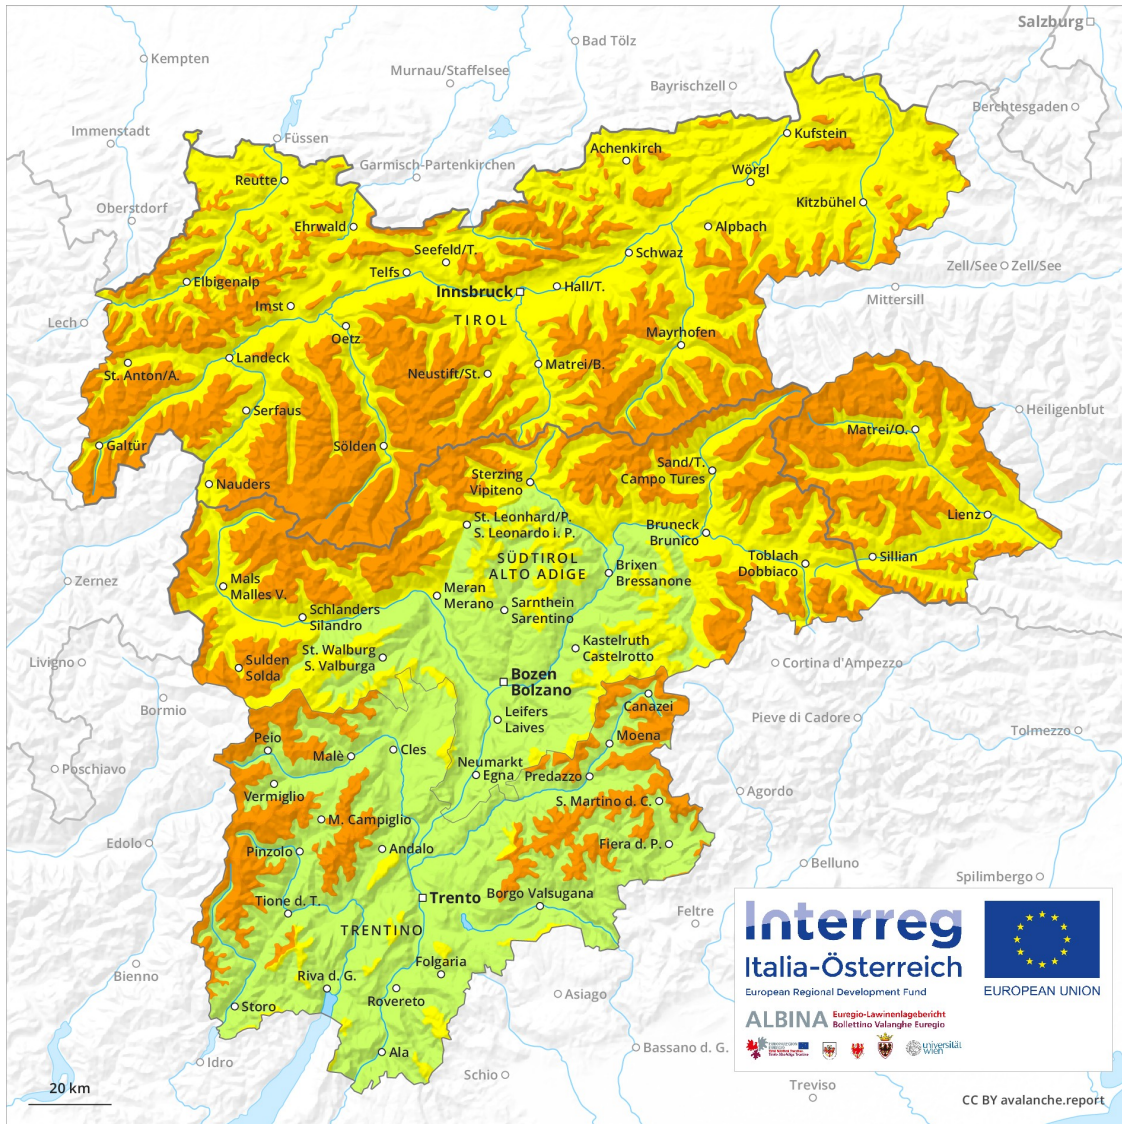 Salzburg
Bad Tölz
Kempten
Murnau/Staffelsee
Bayrischzell
Berchtesgaden
Immenstadt
Füssen
Kufstein
Achenkirch
Garmisch-Partenkirchen
Wörgl
Reutte
Oberstdorf
Kitzbühel
Ehrwald
Alpbach
Seefeld/T.
Schwaz
Telfs
Zell/See
Zell/See
Elbigenalp
Innsbruck
Hall/T.
Mittersill
Imst
TIROL
Lech
Oetz
Mayrhofen
Landeck
Matrei/B.
St. Anton/A.
Neustift/St.
Serfaus
Heiligenblut
Matrei/O.
Galtür
Sölden
Sand/T.
Campo Tures
Sterzing
Vipiteno
Nauders
Lienz
St. Leonhard/P.
S. Leonardo i. P.
Bruneck
Brunico
SÜDTIROL
ALTO ADIGE
Toblach
Dobbiaco
Sillian
Brixen
Bressanone
Zernez
Mals
Malles V.
Meran
Merano
Sarnthein
Sarentino
Schlanders
Silandro
Kastelruth
Castelrotto
St. Walburg
S. Valburga
Livigno
Sulden
Solda
Cortina d'Ampezzo
Bozen
Bolzano
Bormio
Canazei
Leifers
Laives
Pieve di Cadore
Tolmezzo
Peio
Moena
Malè
Cles
Neumarkt
Egna
Predazzo
Poschiavo
Vermiglio
Agordo
S. Martino d. C.
M. Campiglio
Edolo
Pinzolo
Andalo
Fiera d. P.
Belluno
Spilimbergo
Trento
Borgo Valsugana
Tione d. T.
Feltre
TRENTINO
Folgaria
Bienno
Riva d. G.
Rovereto
Asiago
Storo
Bassano d. G.
Ala
Idro
Schio
Treviso
20 km
Interreg
Italia-Österreich
European Regional Development Fund
EUROPEAN UNION
ALBINA
Euregio-Lawinenlagebericht
Bollettino Valanghe Euregio
universität
wien
CC BY avalanche.report